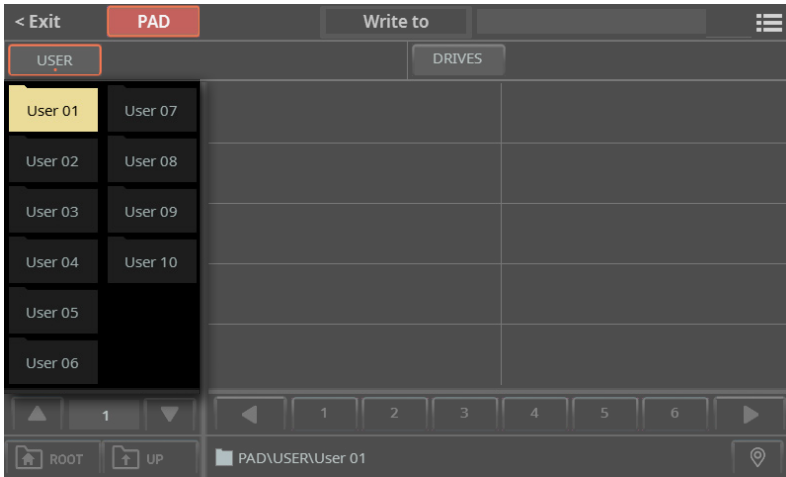 < Exit PAD Write to
USER DRIVES
User 01 User 07
User 02 User 08
User 03 User 09
User 04 User 10
User 05
User 06
1 1 2 3 4 5 6
ROOT UP PAD\USER\User 01